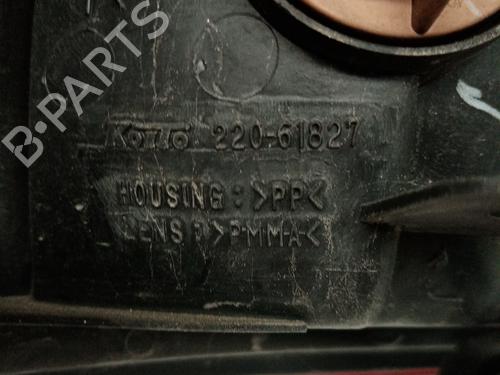 B-PARTS
KOITO 220-61827
HOUSING : >PP<
LENS : >PMMA<